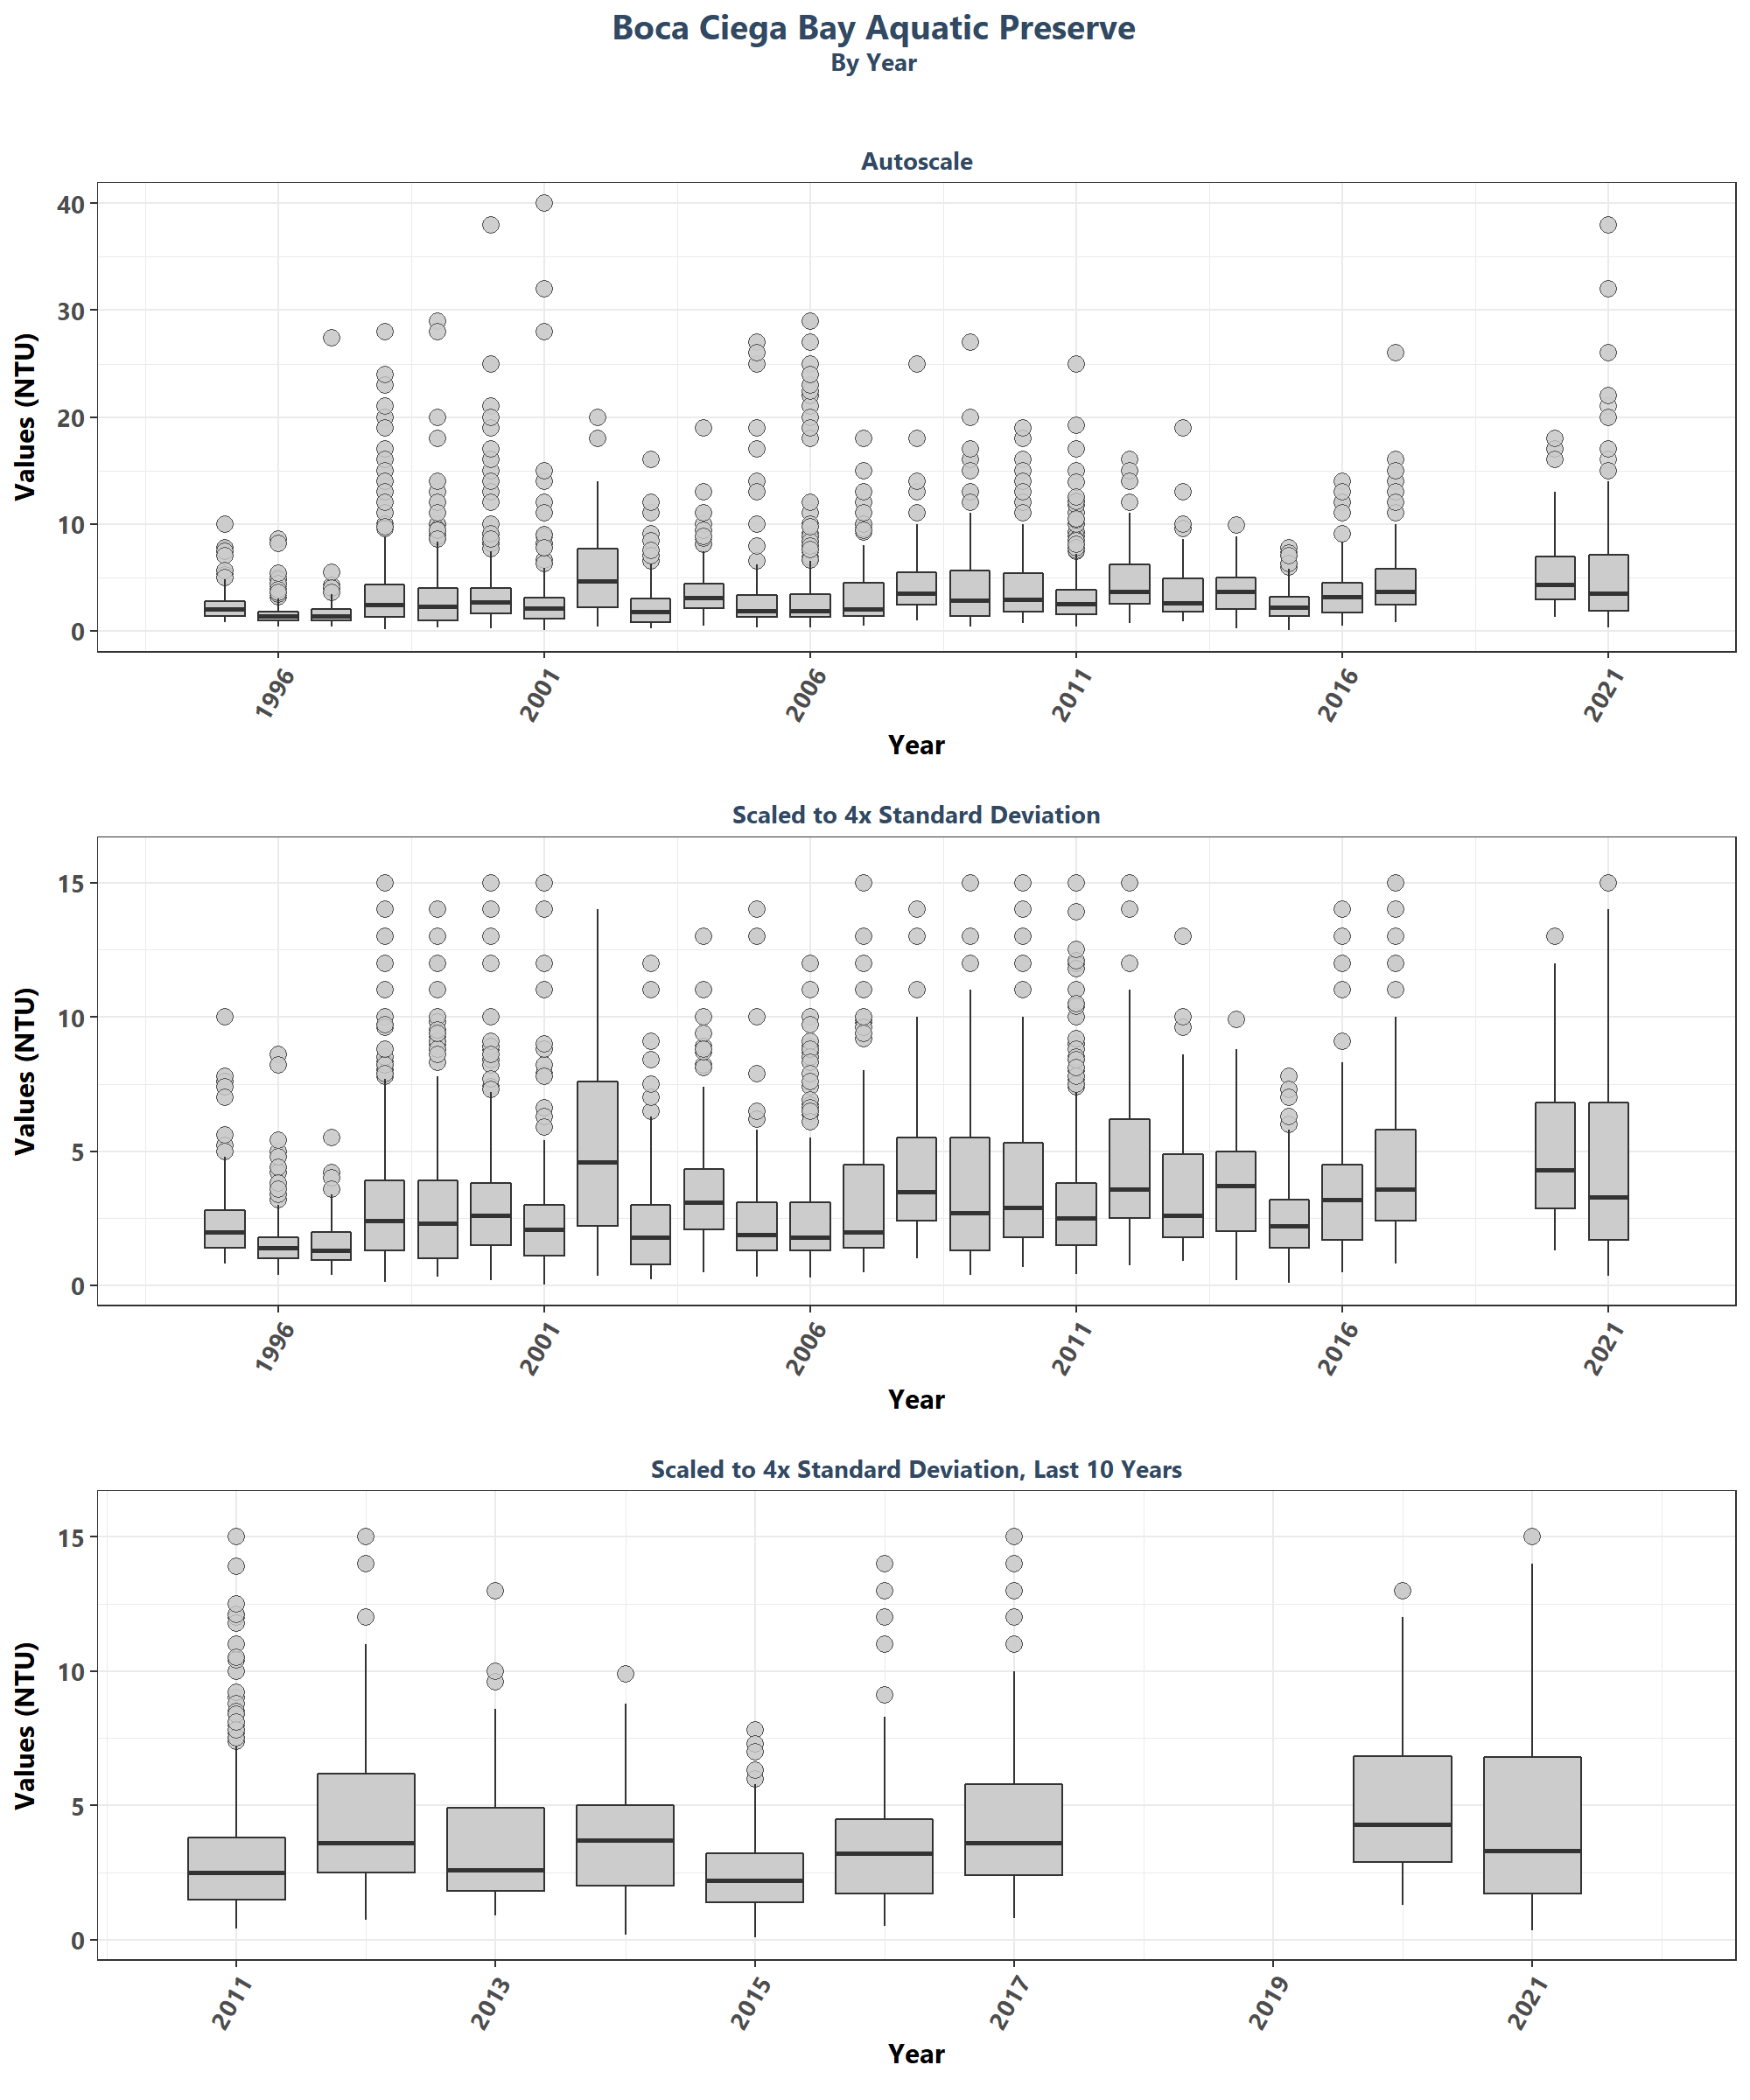 Boca Ciega Bay Aquatic Preserve
By Year
Autoscale
Values (NTU)
40
30
20
10
0
1996
2001
2006
2011
2016
2021
Year
Scaled to 4x Standard Deviation
Values (NTU)
15
10
5
0
1996
2001
2006
2011
2016
2021
Year
Scaled to 4x Standard Deviation, Last 10 Years
Values (NTU)
15
10
5
0
2011
2013
2015
2017
2019
2021
Year